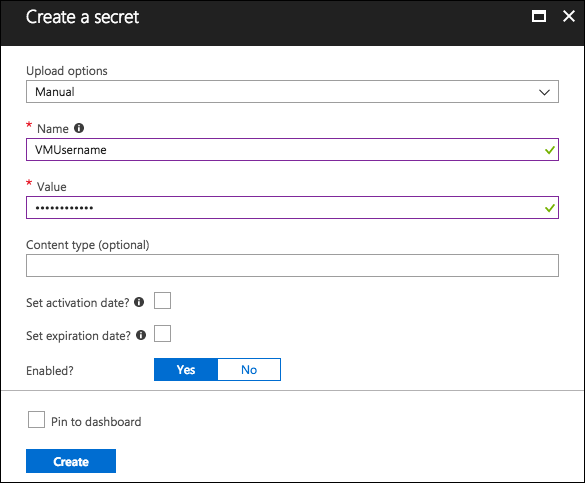 Create a secret
Upload options
Manual
* Name
VMUsername
* Value
••••••••••••
Content type (optional)
Set activation date?
Set expiration date?
Enabled? Yes No
Pin to dashboard
Create